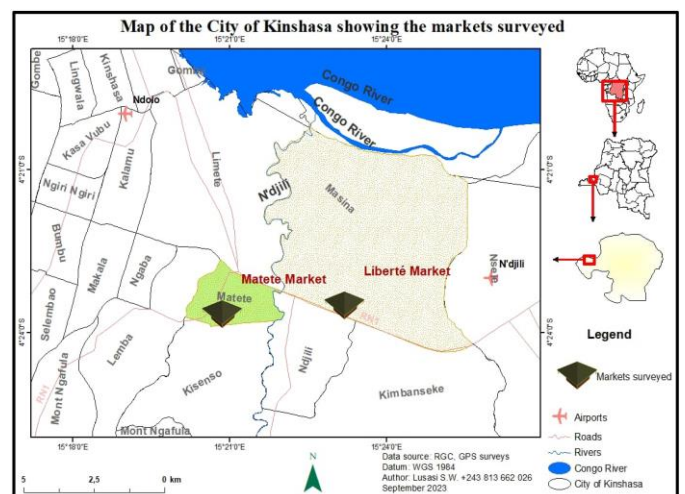 Map of the City of Kinshasa showing the markets surveyed
15°18'0"E
15°21'0"E
15°24'0"E
Gombe
Lingwala
Kinshasa
Gombe
Congo River
Congo River
Ndolo
Kasa Vubu
Kalamu
Limete
4°21'0"S
4°21'0"S
Ngiri Ngiri
N'djili
Masina
Bumbu
Makala
Ngaba
Nsele
N'djili
Matete Market
Liberté Market
Matete
Selembao
RN1
4°24'0"S
4°24'0"S
Lemba
Kisenso
Ndjili
Kimbanseke
RN1
Mont Ngafula
Mont Ngafula
15°18'0"E
15°21'0"E
15°24'0"E
Legend
Markets surveyed
Airports
Roads
Rivers
Congo River
City of Kinshasa
5
2,5
0 km
N
Data source: RGC, GPS surveys
Datum: WGS 1984
Author: Lusasi S.W. +243 813 662 026
September 2023